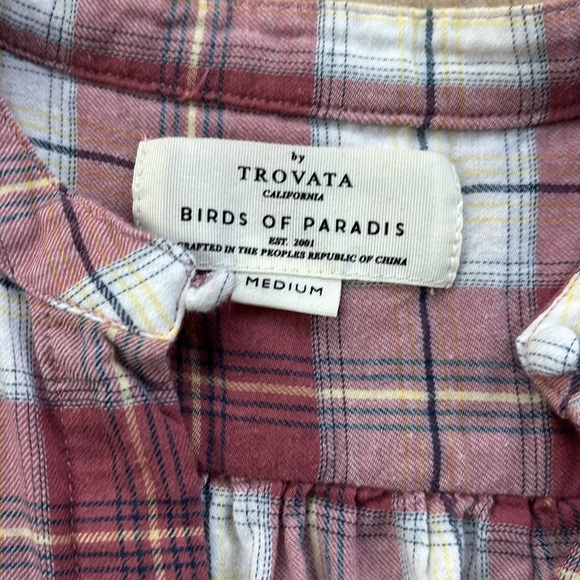 by
TROVATA
CALIFORNIA
BIRDS OF PARADIS
EST. 2001
CRAFTED IN THE PEOPLES REPUBLIC OF CHINA
MEDIUM